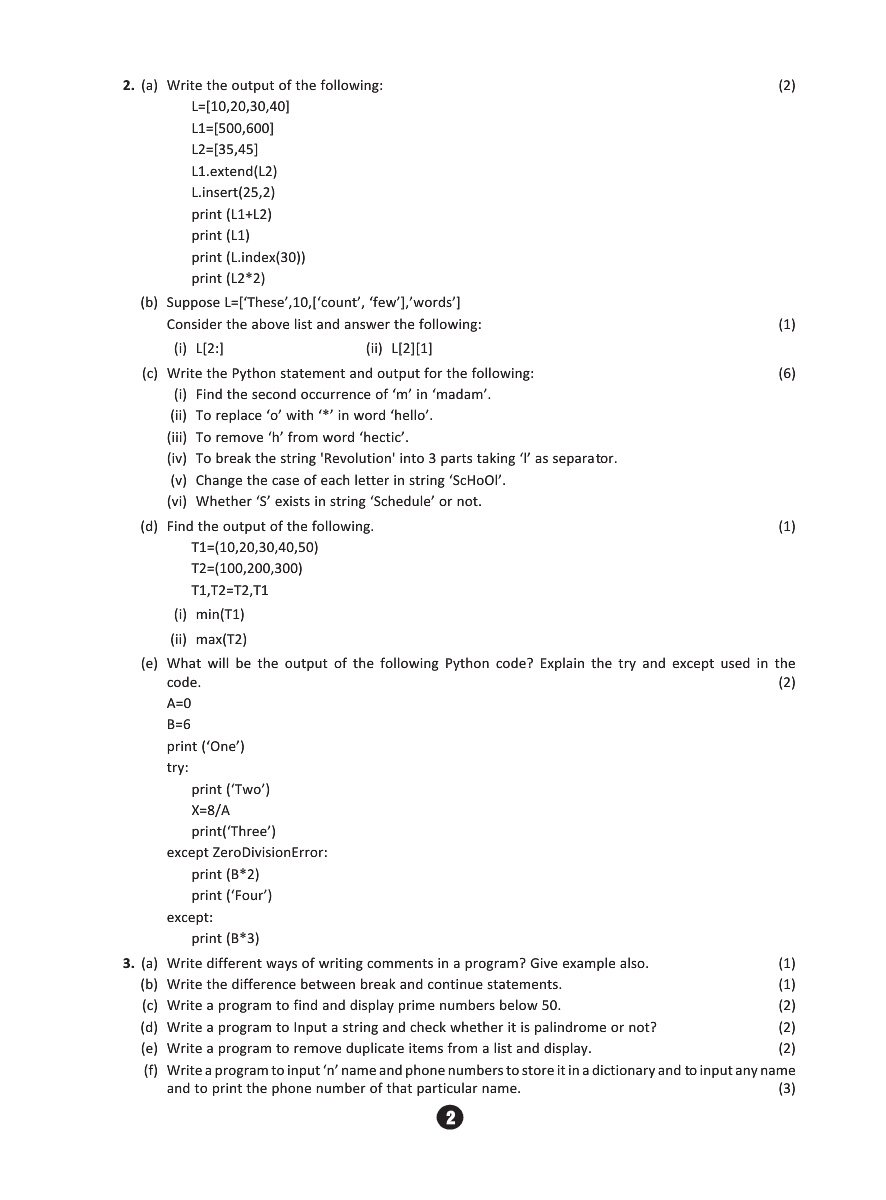 2. (a) Write the output of the following: (2)
L=[10,20,30,40]
L1=[500,600]
L2=[35,45]
L1.extend(L2)
L.insert(25,2)
print (L1+L2)
print (L1)
print (L.index(30))
print (L2*2)
(b) Suppose L=[‘These’,10,[‘count’, ‘few’],’words’]
Consider the above list and answer the following: (1)
(i) L[2:] (ii) L[2][1]
(c) Write the Python statement and output for the following: (6)
(i) Find the second occurrence of ‘m’ in ‘madam’.
(ii) To replace ‘o’ with ‘*’ in word ‘hello’.
(iii) To remove ‘h’ from word ‘hectic’.
(iv) To break the string 'Revolution' into 3 parts taking ‘l’ as separator.
(v) Change the case of each letter in string ‘ScHoOl’.
(vi) Whether ‘S’ exists in string ‘Schedule’ or not.
(d) Find the output of the following. (1)
T1=(10,20,30,40,50)
T2=(100,200,300)
T1,T2=T2,T1
(i) min(T1)
(ii) max(T2)
(e) What will be the output of the following Python code? Explain the try and except used in the
code. (2)
A=0
B=6
print (‘One’)
try:
print (‘Two’)
X=8/A
print(‘Three’)
except ZeroDivisionError:
print (B*2)
print (‘Four’)
except:
print (B*3)
3. (a) Write different ways of writing comments in a program? Give example also. (1)
(b) Write the difference between break and continue statements. (1)
(c) Write a program to find and display prime numbers below 50. (2)
(d) Write a program to Input a string and check whether it is palindrome or not? (2)
(e) Write a program to remove duplicate items from a list and display. (2)
(f) Write a program to input ‘n’ name and phone numbers to store it in a dictionary and to input any name
and to print the phone number of that particular name. (3)
2